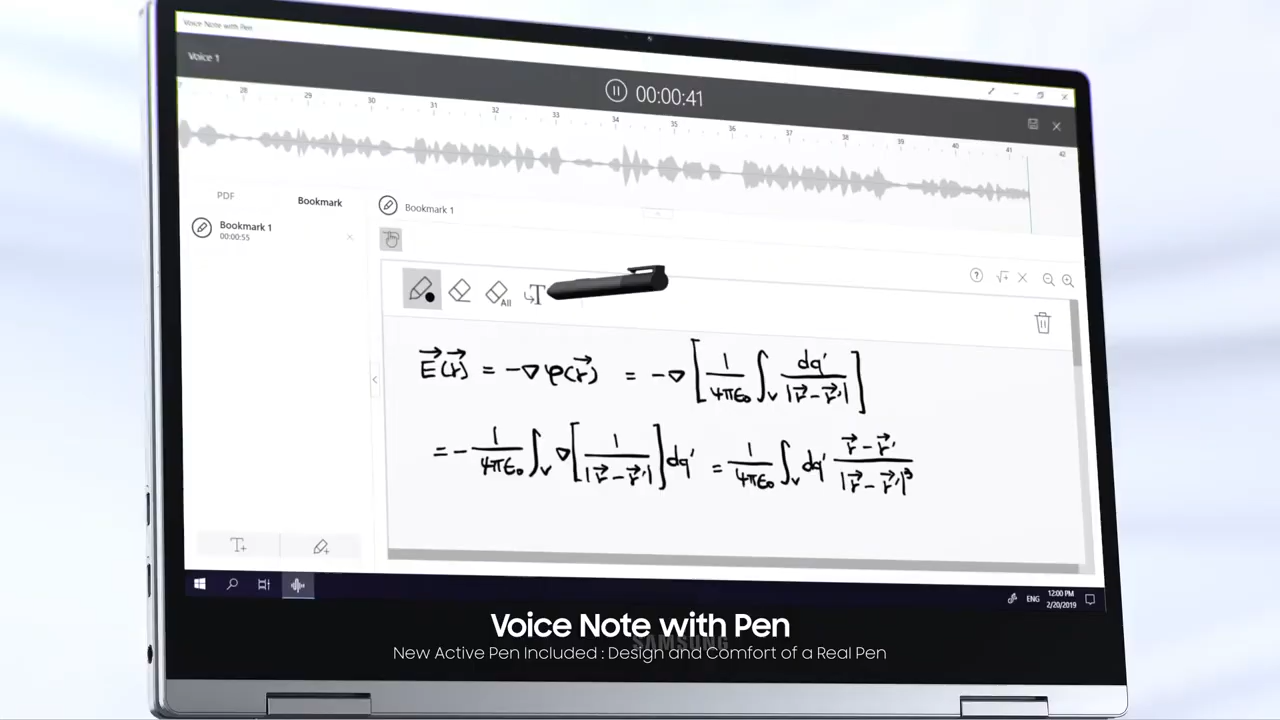 Voice Note with Pen
Voice 1
00:00:41
28 29 30 31 32 33 34 35 36 37 38 39 40 41 42
PDF
Bookmark
Bookmark 1
Bookmark 1
00:00:55
All
T
E⃗(r⃗) = -∇φ(r⃗) = -∇[1/4πε₀ ∫ᵥ dq'/|r⃗-r⃗'|]
= -1/4πε₀ ∫ᵥ ∇[1/|r⃗-r⃗'|]dq' = 1/4πε₀ ∫ᵥ dq' r⃗-r⃗'/|r⃗-r⃗'|³
T+
ENG
12:00 PM
2/20/2019
SAMSUNG
Voice Note with Pen
New Active Pen Included : Design and Comfort of a Real Pen